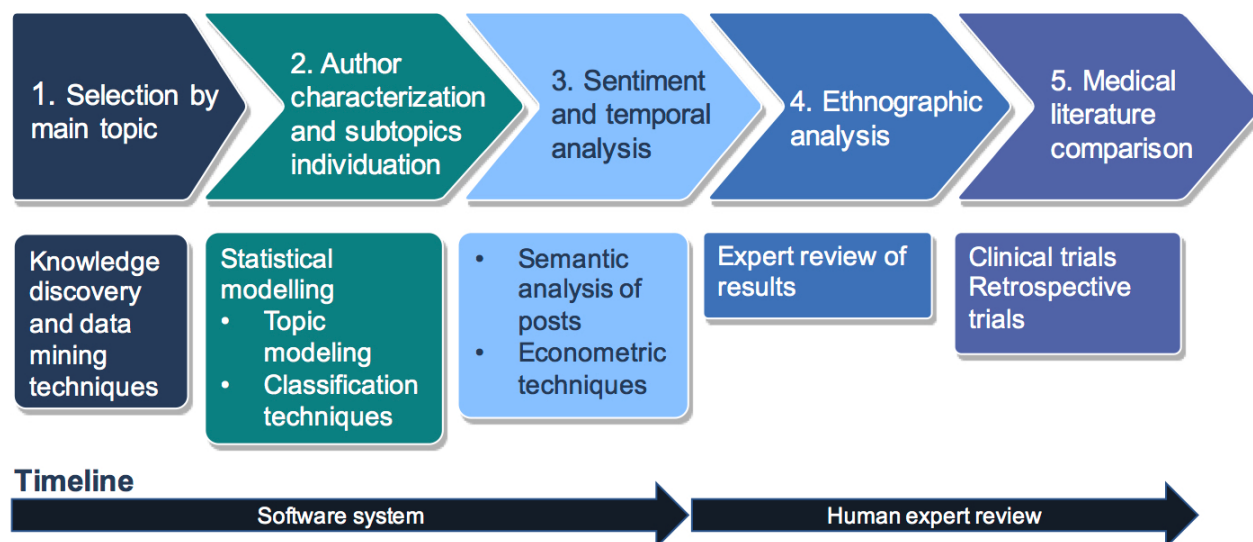 1. Selection by
main topic
2. Author
characterization
and subtopics
individuation
3. Sentiment
and temporal
analysis
4. Ethnographic
analysis
5. Medical
literature
comparison
Knowledge
discovery
and data
mining
techniques
Statistical
modelling
• Topic
modeling
• Classification
techniques
• Semantic
analysis of
posts
• Econometric
techniques
Expert review of
results
Clinical trials
Retrospective
trials
Timeline
Software system
Human expert review